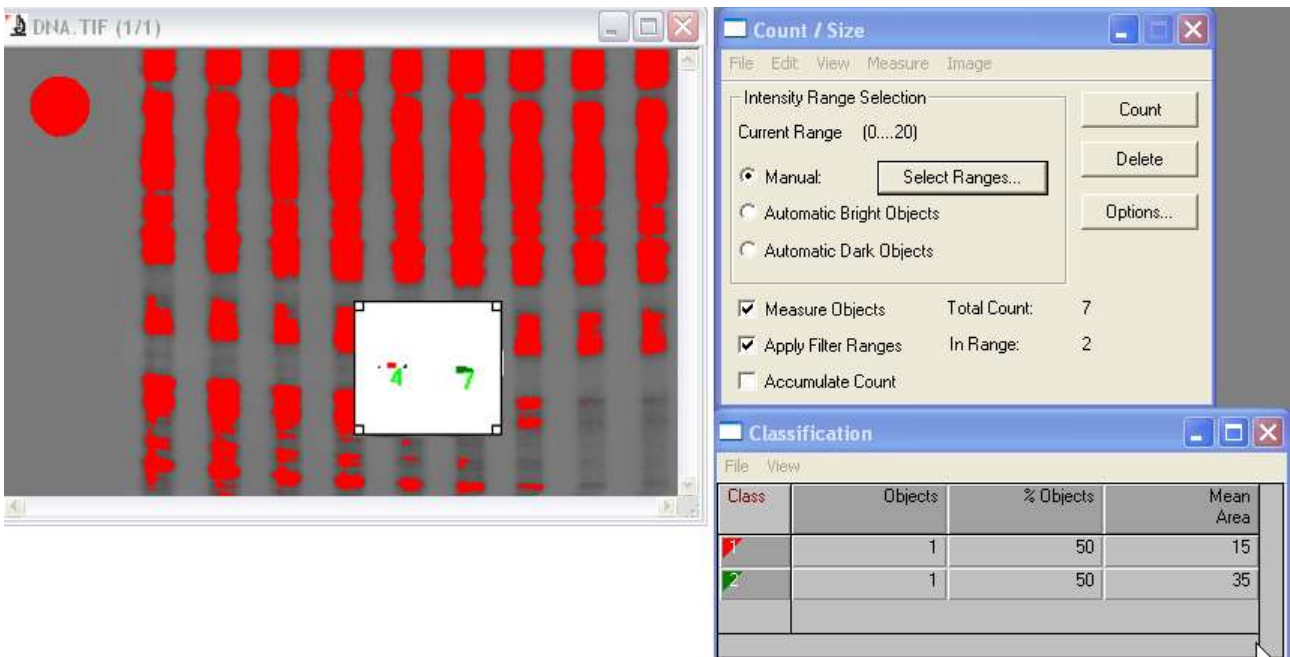 DNA.TIF (1/1)
4 7
Count / Size
File Edit View Measure Image
Intensity Range Selection
Current Range (0....20)
Manual: Select Ranges...
Automatic Bright Objects
Automatic Dark Objects
Count
Delete
Options...
Measure Objects Total Count: 7
Apply Filter Ranges In Range: 2
Accumulate Count
Classification
File View
Class Objects % Objects Mean Area
1 1 50 15
2 1 50 35